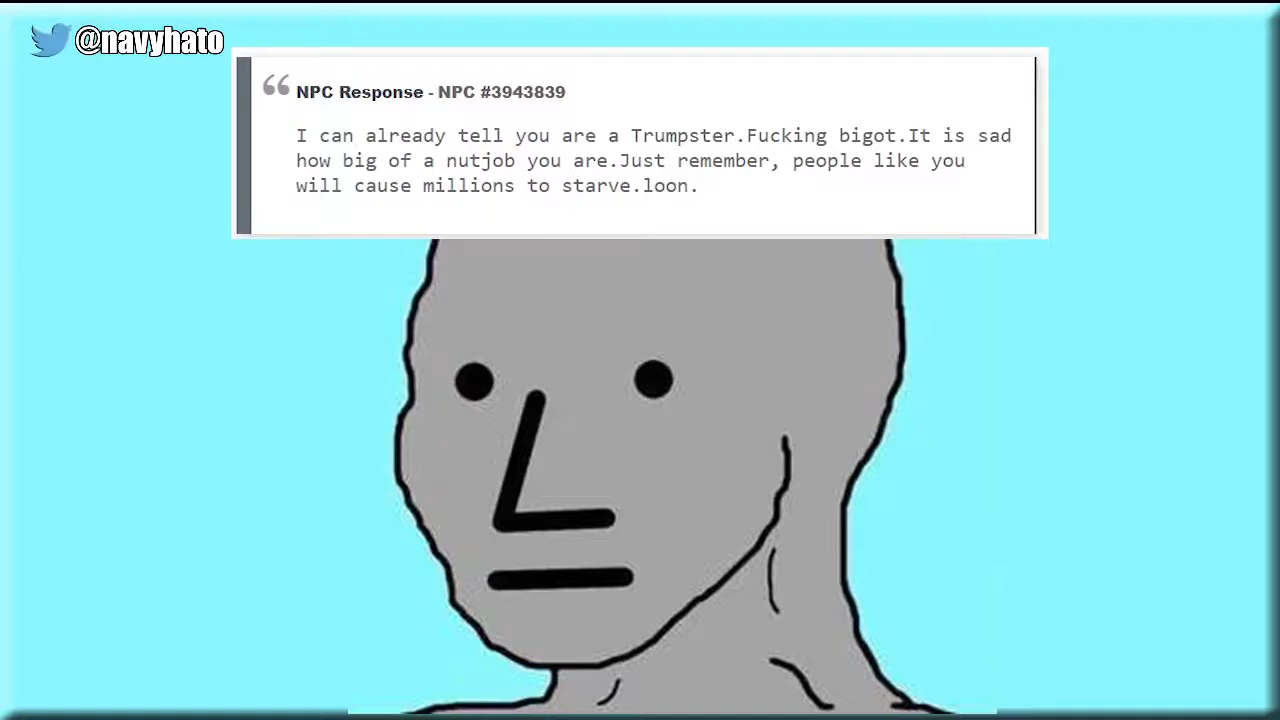 @navyhato
NPC Response - NPC #3943839
I can already tell you are a Trumpster.Fucking bigot.It is sad
how big of a nutjob you are.Just remember, people like you
will cause millions to starve.loon.